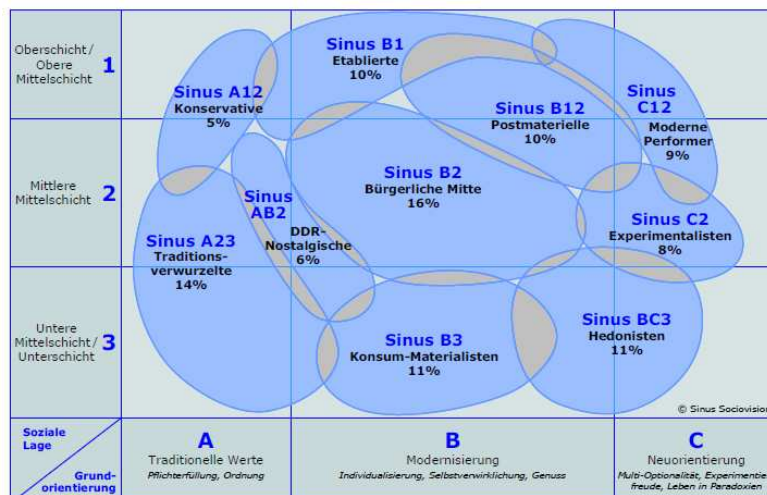 Oberschicht /
Obere
Mittelschicht
1
Mittlere
Mittelschicht
2
Untere
Mittelschicht /
Unterschicht
3
Sinus B1
Etablierte
10%
Sinus A12
Konservative
5%
Sinus B12
Postmaterielle
10%
Sinus
C12
Moderne
Performer
9%
Sinus B2
Bürgerliche Mitte
16%
Sinus
AB2
DDR-
Nostalgische
6%
Sinus A23
Traditions-
verwurzelte
14%
Sinus C2
Experimentalisten
8%
Sinus B3
Konsum-Materialisten
11%
Sinus BC3
Hedonisten
11%
© Sinus Sociovision
Soziale
Lage
Grund-
orientierung
A
Traditionelle Werte
Pflichterfüllung, Ordnung
B
Modernisierung
Individualisierung, Selbstverwirklichung, Genuss
C
Neuorientierung
Multi-Optionalität, Experimentie
freude, Leben in Paradoxien